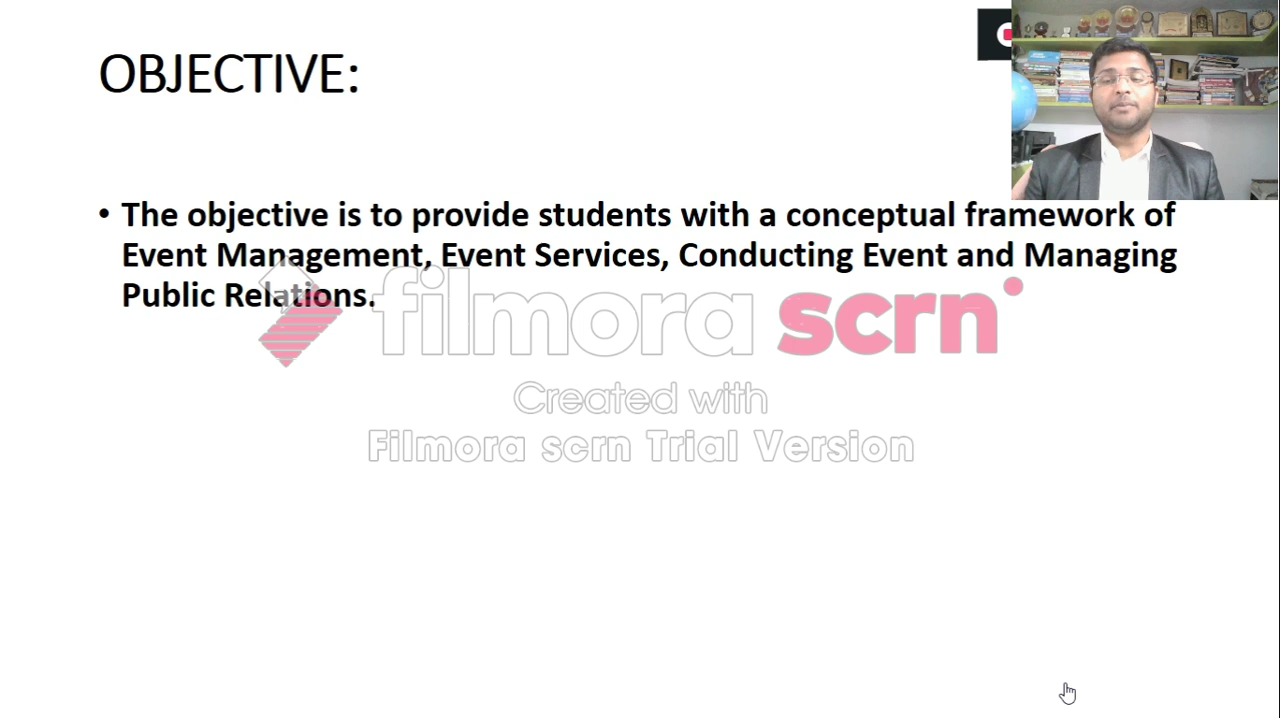 OBJECTIVE:
• The objective is to provide students with a conceptual framework of
Event Management, Event Services, Conducting Event and Managing
Public Relations.
filmora scrn
Created with
Filmora scrn Trial Version